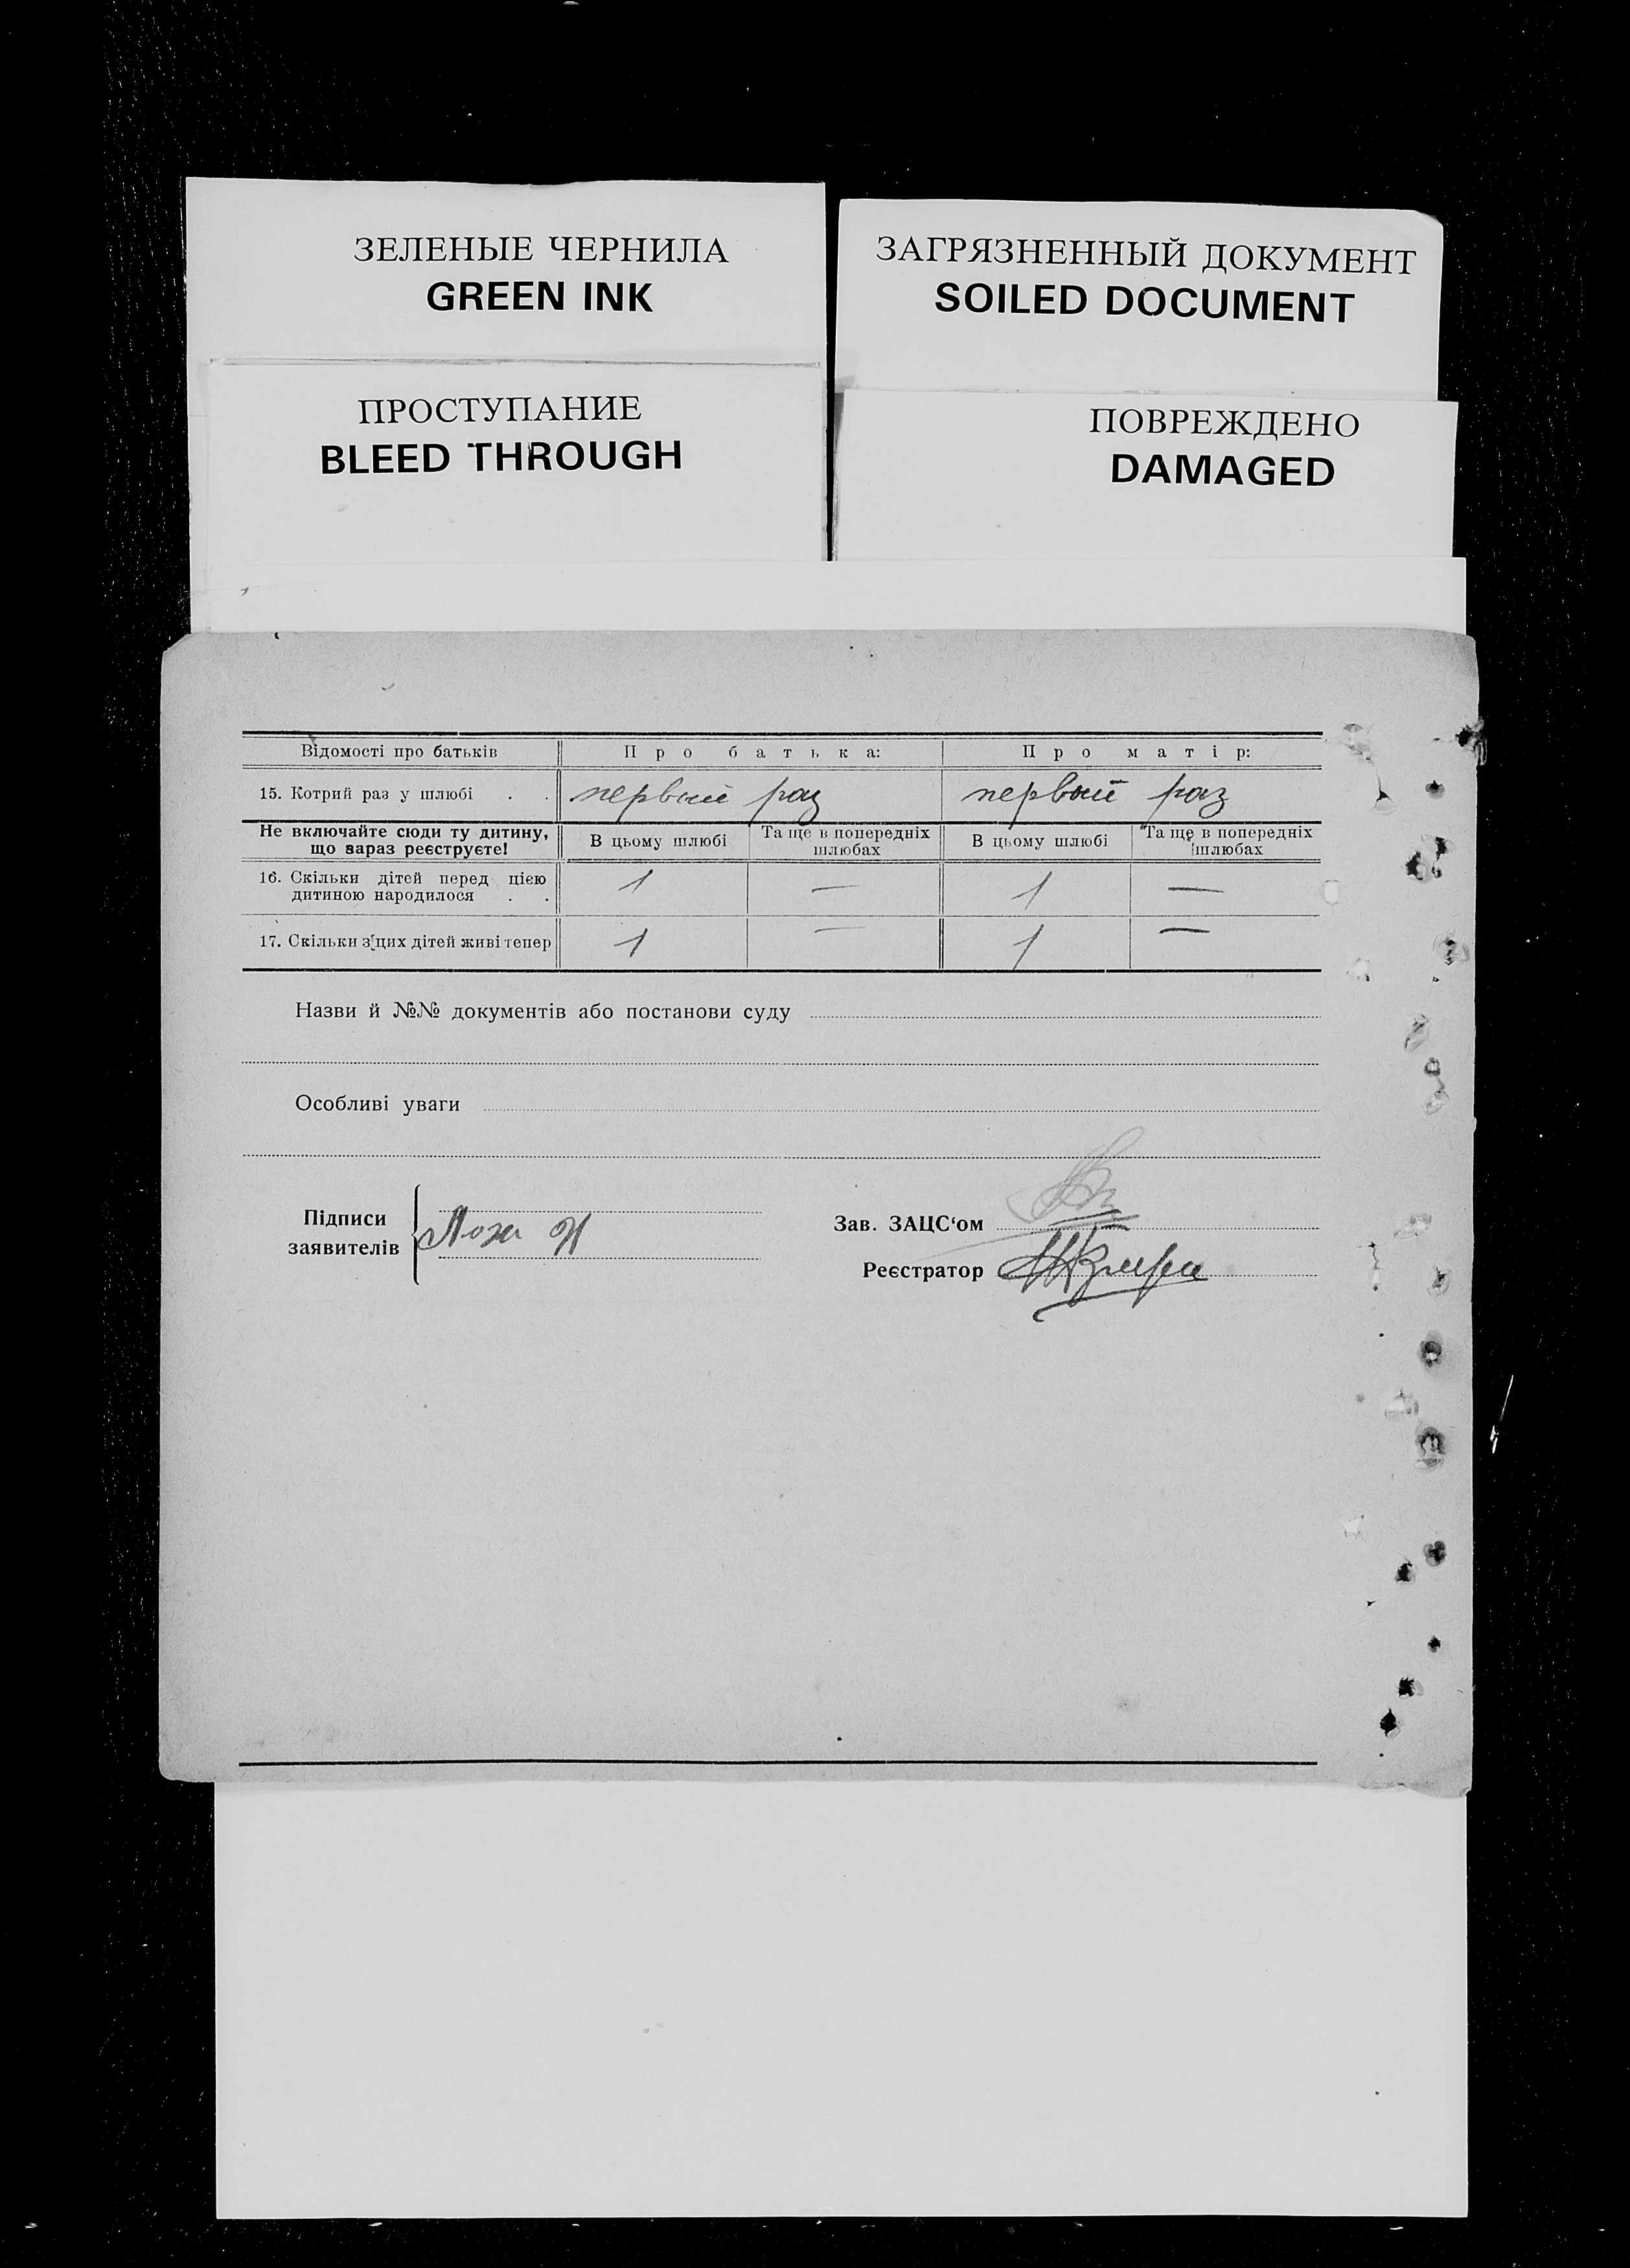 ЗЕЛЕНЫЕ ЧЕРНИЛА
GREEN INK
ЗАГРЯЗНЕННЫЙ ДОКУМЕНТ
SOILED DOCUMENT
ПРОСТУПАНИЕ
BLEED THROUGH
ПОВРЕЖДЕНО
DAMAGED
Відомості про батьків Про батька: Про матір:
15. Котрий раз у шлюбі . . первый раз первый раз
Не включайте сюди ту дитину, що вараз реєструєте! В цьому шлюбі Та ще в попередніх шлюбах В цьому шлюбі Та ще в попередніх шлюбах
16. Скільки дітей перед цією дитиною народилося . . 1 — 1 —
17. Скільки з цих дітей живі тепер 1 — 1 —
Назви й №№ документів або постанови суду
Особливі уваги
Підписи заявителів
Зав. ЗАЦС‘ом
Реєстратор